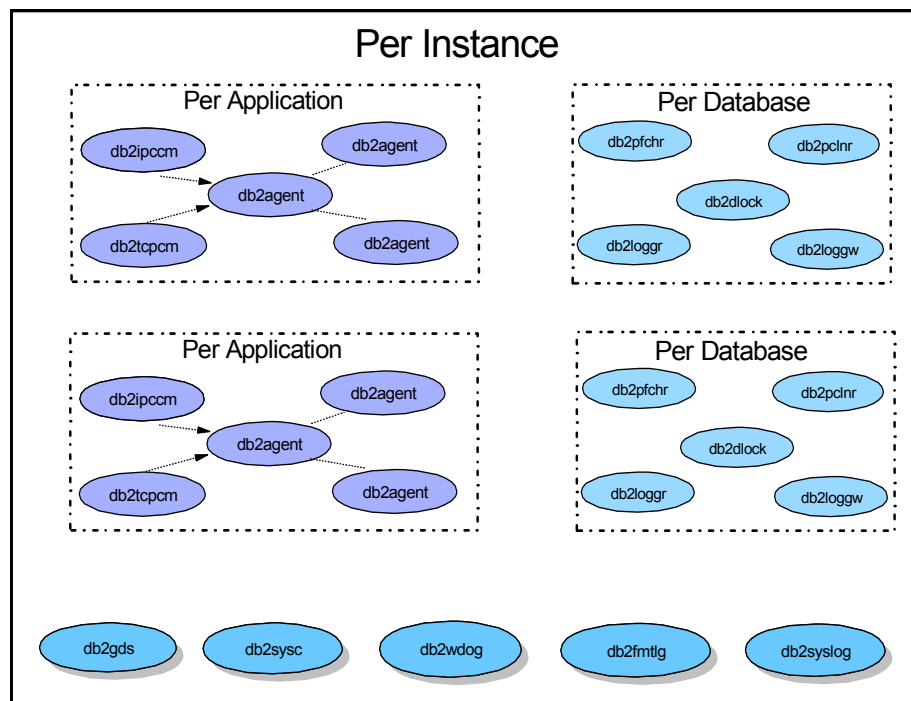 Per Instance
Per Application
db2ipccm
db2agent
db2agent
db2tcpcm
db2agent
Per Database
db2pfchr
db2pclnr
db2dlock
db2loggr
db2loggw
Per Application
db2ipccm
db2agent
db2agent
db2tcpcm
db2agent
Per Database
db2pfchr
db2pclnr
db2dlock
db2loggr
db2loggw
db2gds
db2sysc
db2wdog
db2fmtlg
db2syslog